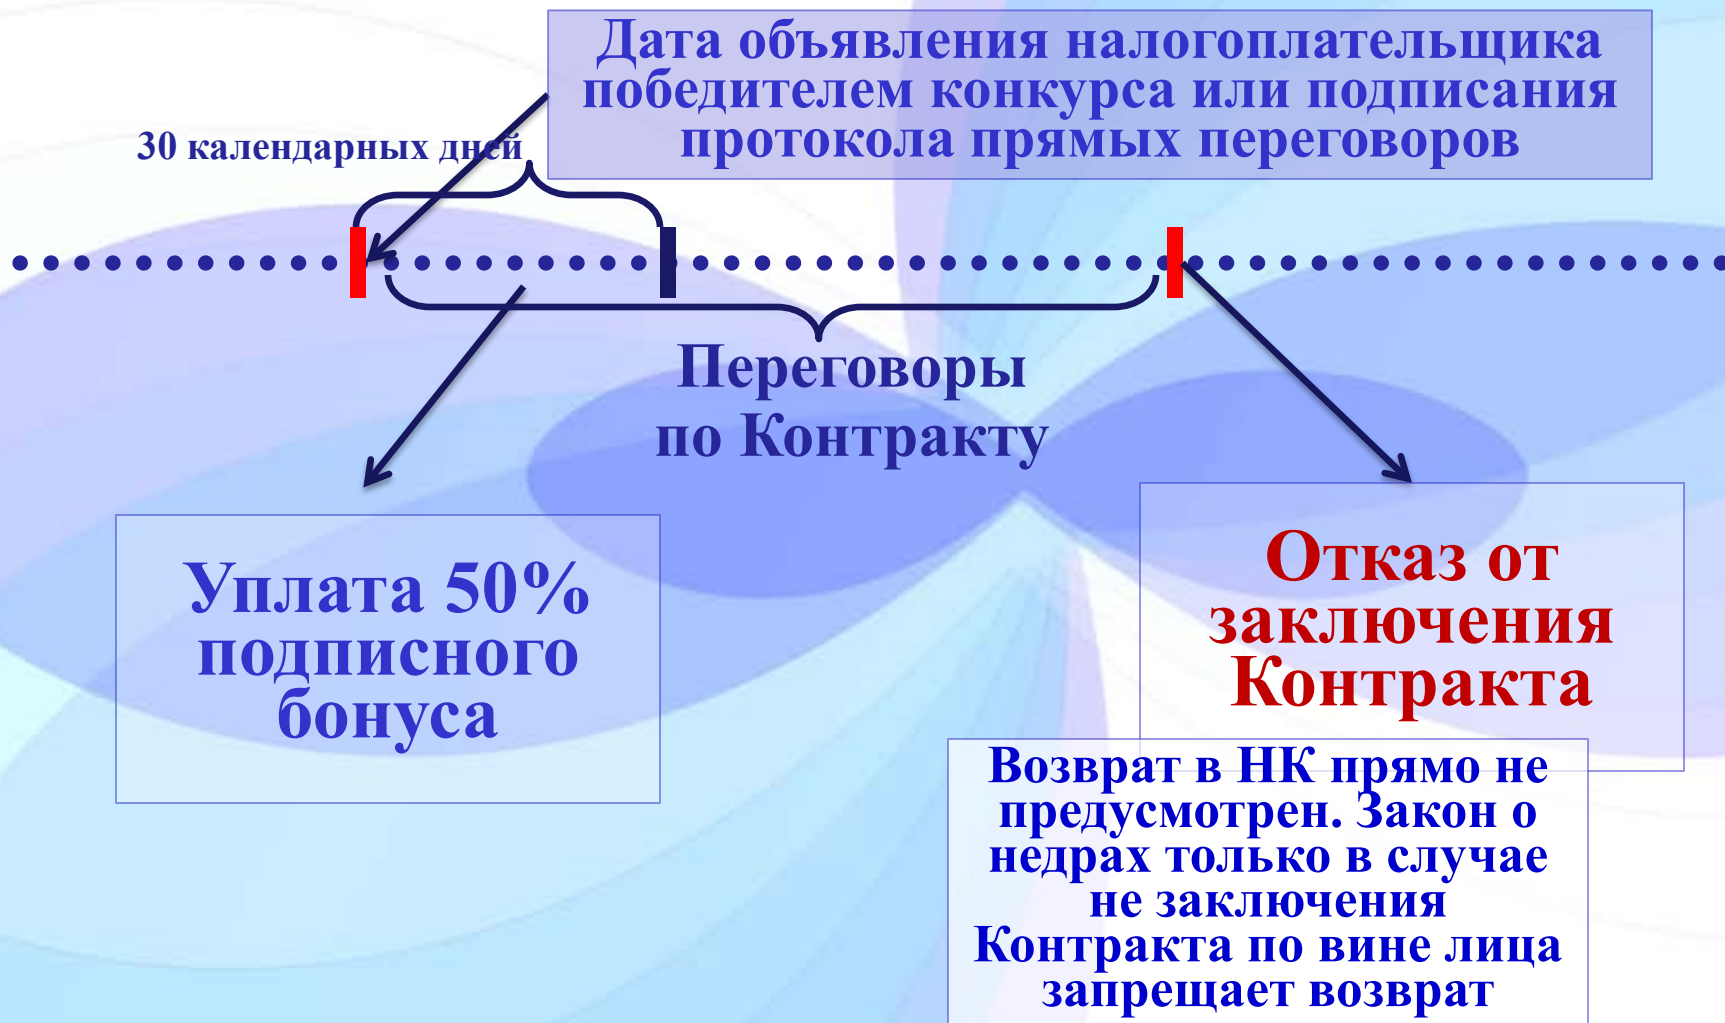 Дата объявления налогоплательщика
победителем конкурса или подписания
протокола прямых переговоров
30 календарных дней
Переговоры
по Контракту
Уплата 50%
подписного
бонуса
Отказ от
заключения
Контракта
Возврат в НК прямо не
предусмотрен. Закон о
недрах только в случае
не заключения
Контракта по вине лица
запрещает возврат